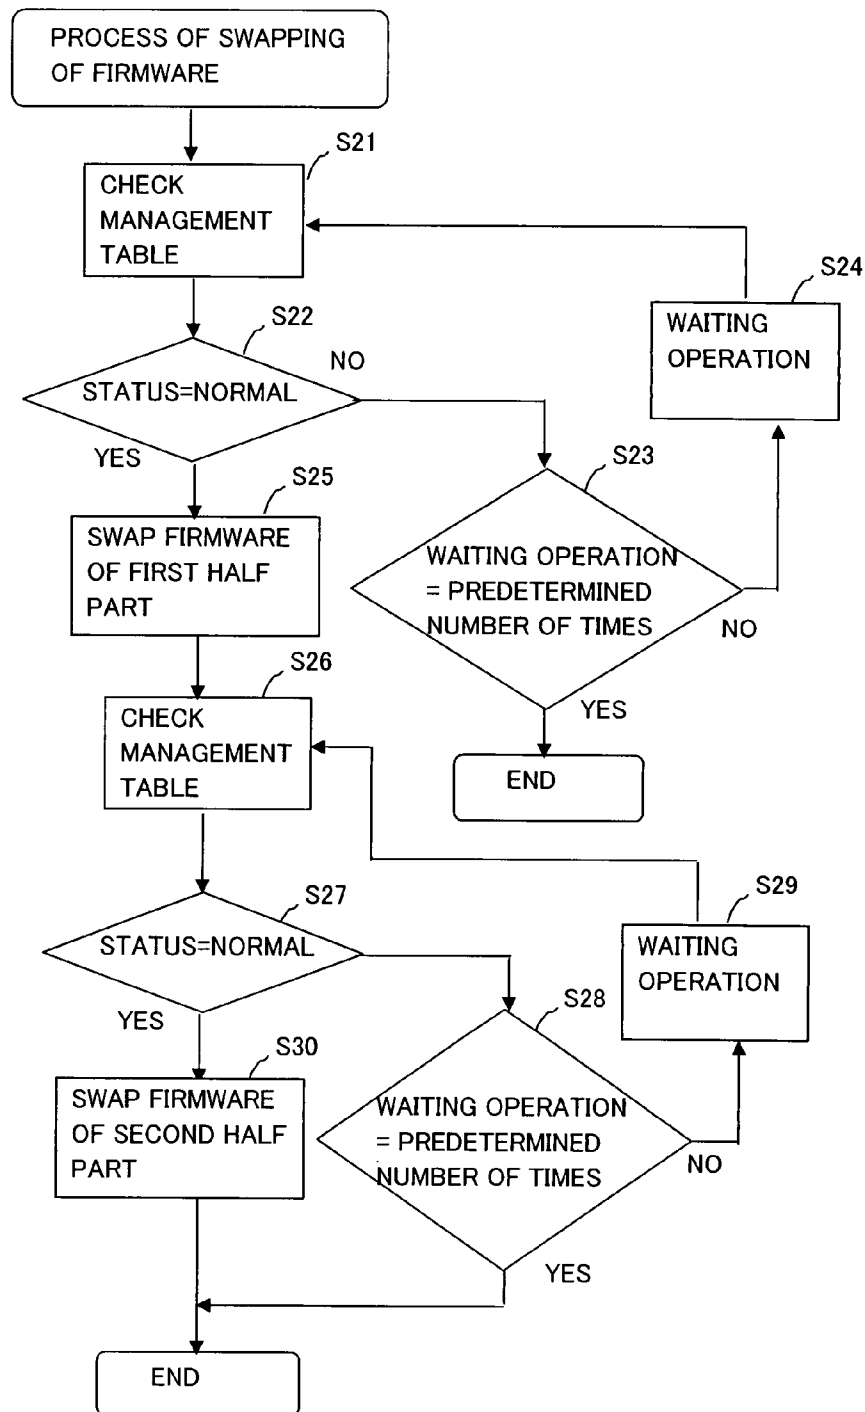 PROCESS OF SWAPPING
OF FIRMWARE
S21
CHECK
MANAGEMENT
TABLE
S24
WAITING
OPERATION
S22
NO
STATUS=NORMAL
YES
S23
WAITING OPERATION
= PREDETERMINED
NUMBER OF TIMES
NO
YES
END
S25
SWAP FIRMWARE
OF FIRST HALF
PART
S26
CHECK
MANAGEMENT
TABLE
S29
WAITING
OPERATION
S27
STATUS=NORMAL
YES
S28
WAITING OPERATION
= PREDETERMINED
NUMBER OF TIMES
NO
YES
S30
SWAP FIRMWARE
OF SECOND HALF
PART
END